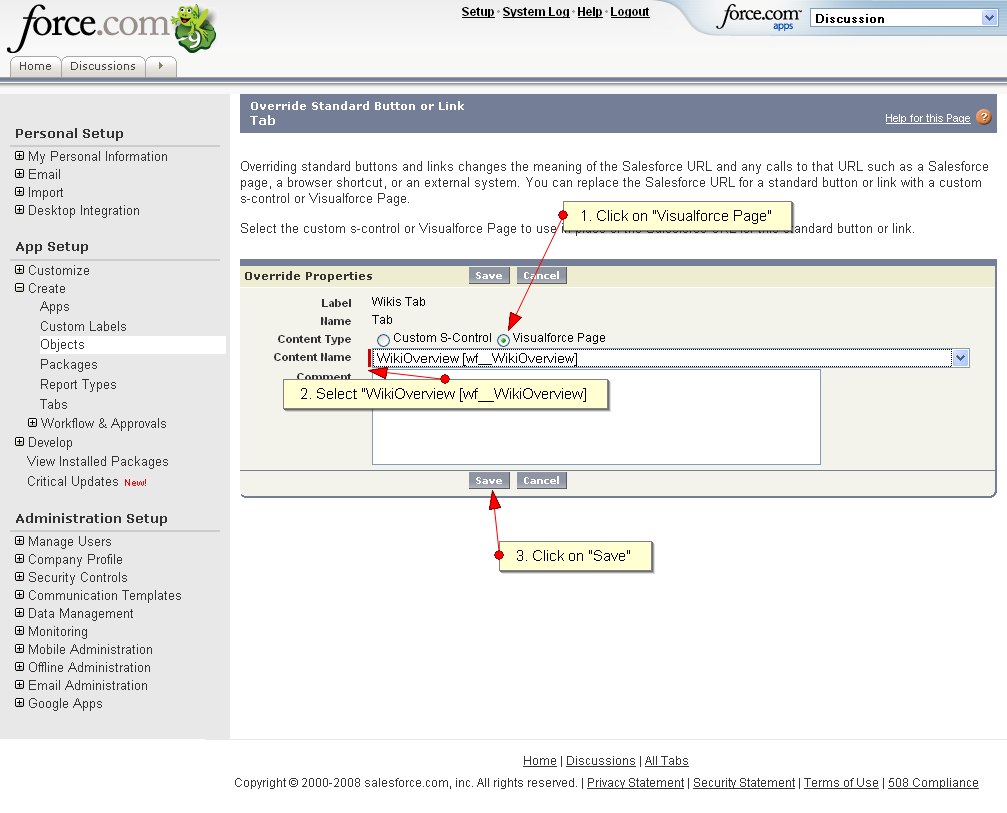 force.com
9
Setup · System Log · Help · Logout
force.com apps
Discussion
Home
Discussions
Personal Setup
My Personal Information
Email
Import
Desktop Integration
App Setup
Customize
Create
Apps
Custom Labels
Objects
Packages
Report Types
Tabs
Workflow & Approvals
Develop
View Installed Packages
Critical Updates New!
Administration Setup
Manage Users
Company Profile
Security Controls
Communication Templates
Data Management
Monitoring
Mobile Administration
Offline Administration
Email Administration
Google Apps
Override Standard Button or Link
Tab
Help for this Page ?
Overriding standard buttons and links changes the meaning of the Salesforce URL and any calls to that URL such as a Salesforce
page, a browser shortcut, or an external system. You can replace the Salesforce URL for a standard button or link with a custom
s-control or Visualforce Page.
1. Click on "Visualforce Page"
Select the custom s-control or Visualforce Page to use in place of the Salesforce URL for this standard button or link.
Override Properties Save Cancel
Label Wikis Tab
Name Tab
Content Type Custom S-Control Visualforce Page
Content Name WikiOverview [wf__WikiOverview]
Comment
2. Select "WikiOverview [wf__WikiOverview]
Save Cancel
3. Click on "Save"
Home | Discussions | All Tabs
Copyright © 2000-2008 salesforce.com, inc. All rights reserved. | Privacy Statement | Security Statement | Terms of Use | 508 Compliance